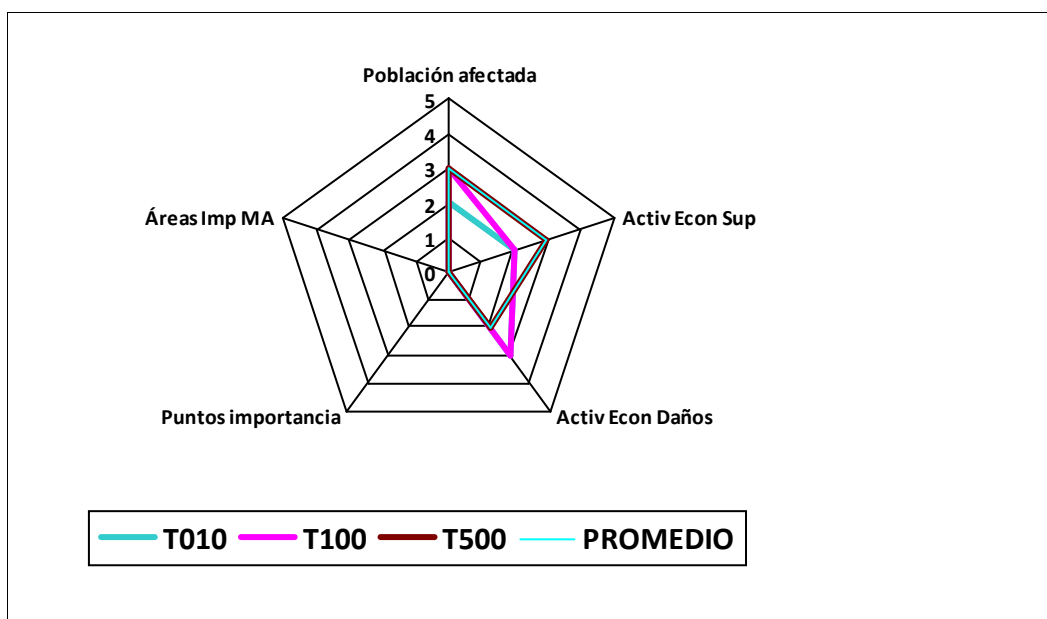 Población afectada
5
4
3
2
1
0
Activ Econ Sup
Activ Econ Daños
Puntos importancia
Áreas Imp MA
T010 T100 T500 PROMEDIO